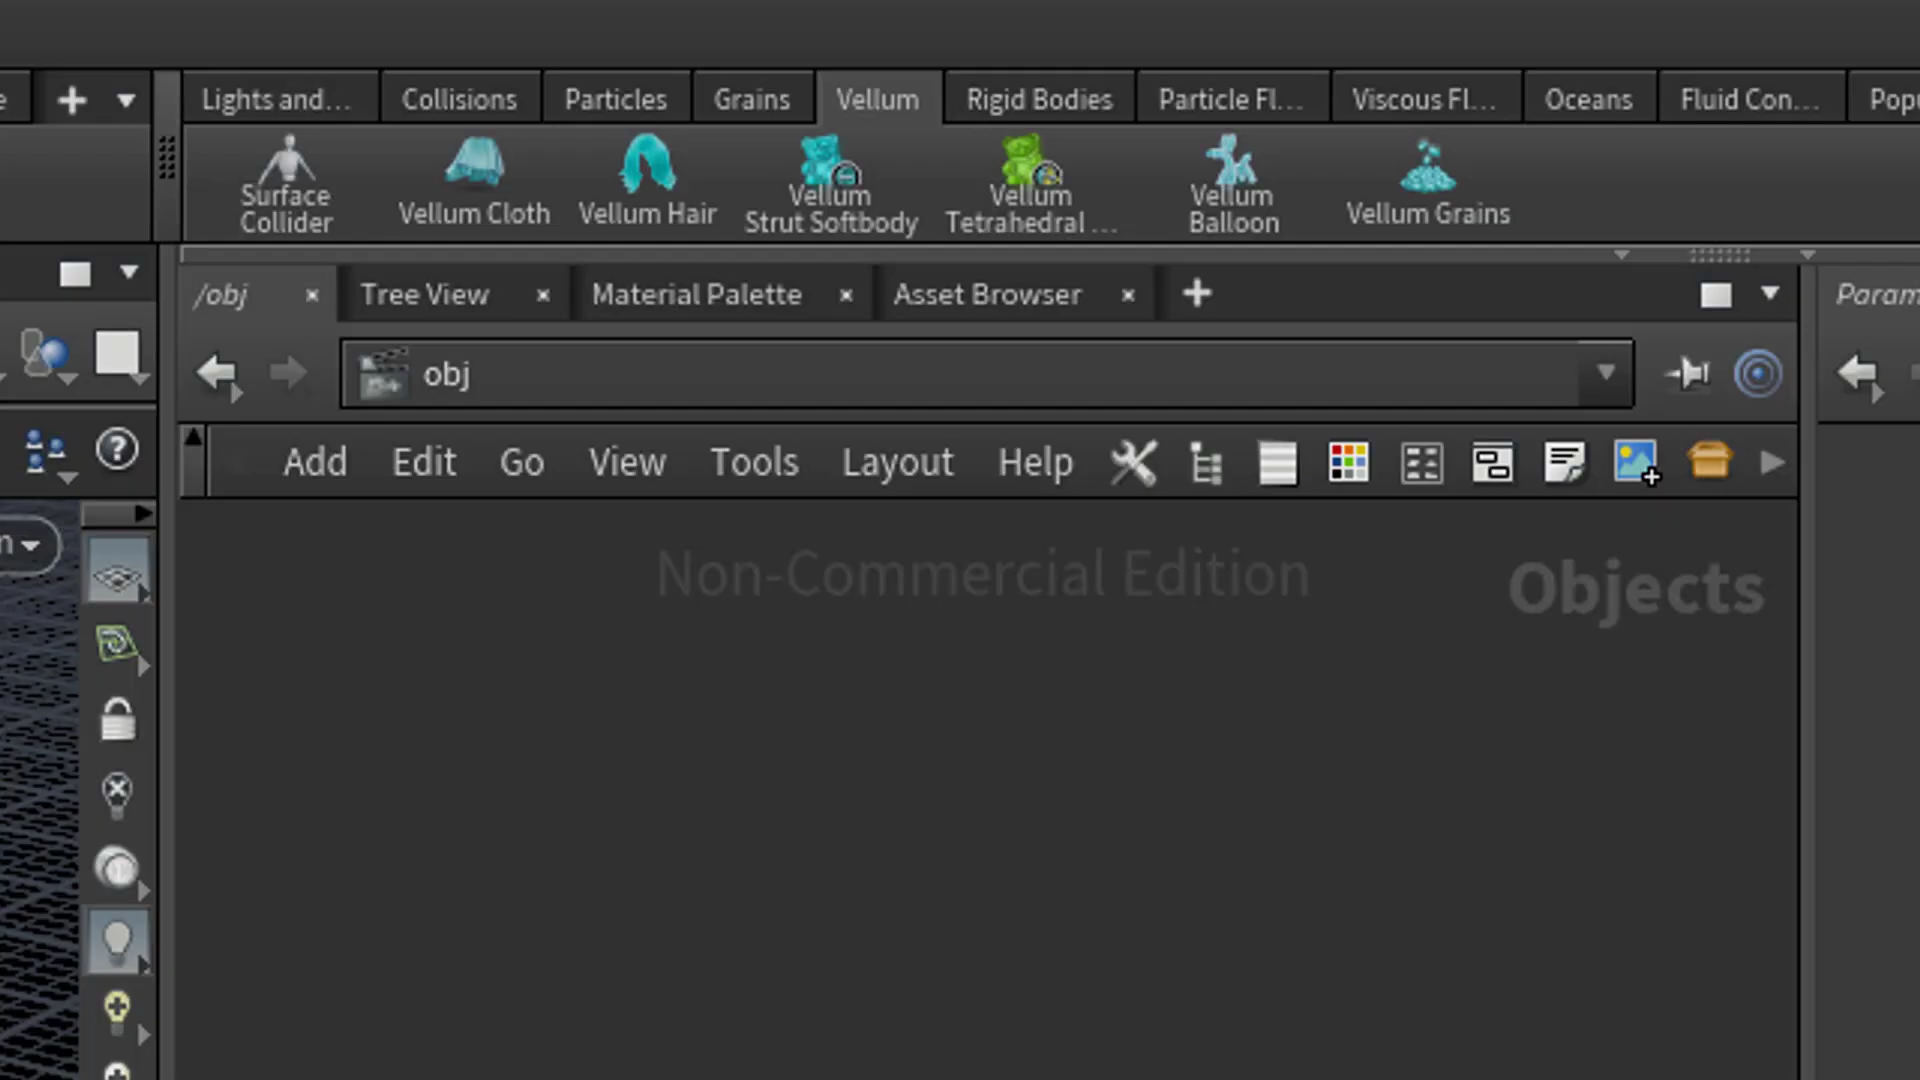 e
Lights and... Collisions Particles Grains Vellum Rigid Bodies Particle Fl... Viscous Fl... Oceans Fluid Con... Popu
Surface Collider
Vellum Cloth
Vellum Hair
Vellum Strut Softbody
Vellum Tetrahedral ...
Vellum Balloon
Vellum Grains
/obj Tree View Material Palette Asset Browser
Param
obj
Add Edit Go View Tools Layout Help
n
Non-Commercial Edition
Objects